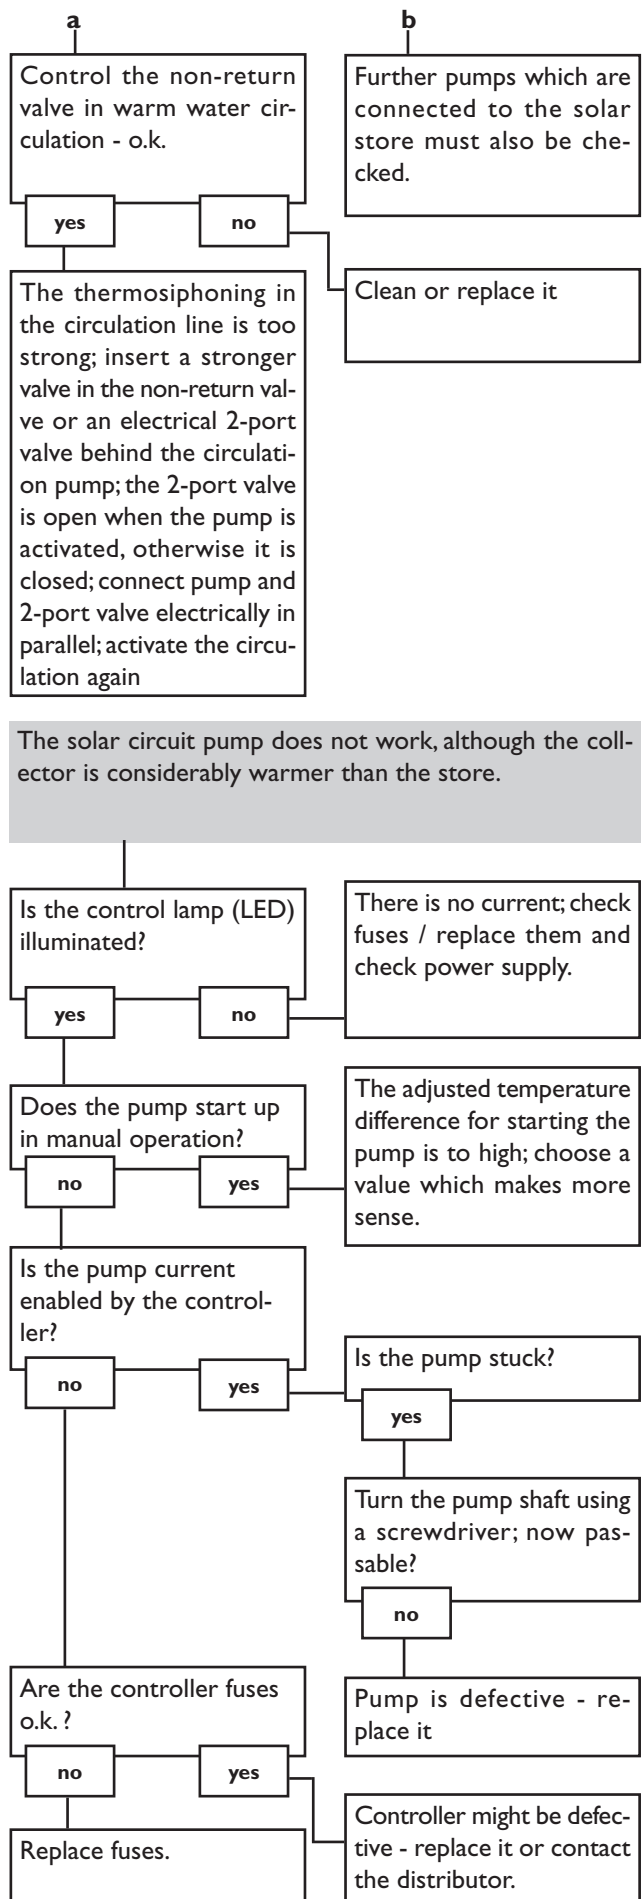 a
Control the non-return
valve in warm water cir-
culation - o.k.
yes
no
The thermosiphoning in
the circulation line is too
strong; insert a stronger
valve in the non-return val-
ve or an electrical 2-port
valve behind the circulati-
on pump; the 2-port valve
is open when the pump is
activated, otherwise it is
closed; connect pump and
2-port valve electrically in
parallel; activate the circu-
lation again
b
Further pumps which are
connected to the solar
store must also be che-
cked.
Clean or replace it
The solar circuit pump does not work, although the coll-
ector is considerably warmer than the store.
Is the control lamp (LED)
illuminated?
yes
no
There is no current; check
fuses / replace them and
check power supply.
Does the pump start up
in manual operation?
no
yes
The adjusted temperature
difference for starting the
pump is to high; choose a
value which makes more
sense.
Is the pump current
enabled by the control-
ler?
no
yes
Is the pump stuck?
yes
Turn the pump shaft using
a screwdriver; now pas-
sable?
no
Pump is defective - re-
place it
Are the controller fuses
o.k. ?
no
yes
Replace fuses.
Controller might be defec-
tive - replace it or contact
the distributor.